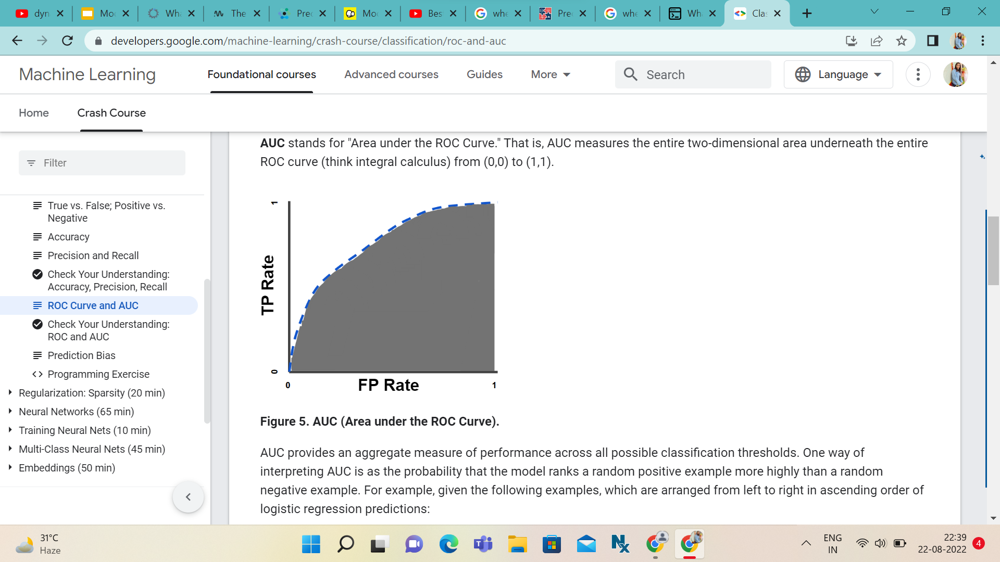 dyn
Moc
Wha
The
Prec
Moc
Bes
whe
Prec
whe
Wha
Clas
developers.google.com/machine-learning/crash-course/classification/roc-and-auc
Machine Learning
Foundational courses
Advanced courses
Guides
More
Search
Language
Home
Crash Course
Filter
True vs. False; Positive vs.
Negative
Accuracy
Precision and Recall
Check Your Understanding:
Accuracy, Precision, Recall
ROC Curve and AUC
Check Your Understanding:
ROC and AUC
Prediction Bias
Programming Exercise
Regularization: Sparsity (20 min)
Neural Networks (65 min)
Training Neural Nets (10 min)
Multi-Class Neural Nets (45 min)
Embeddings (50 min)
AUC stands for "Area under the ROC Curve." That is, AUC measures the entire two-dimensional area underneath the entire
ROC curve (think integral calculus) from (0,0) to (1,1).
1
TP Rate
0
0
FP Rate
1
Figure 5. AUC (Area under the ROC Curve).
AUC provides an aggregate measure of performance across all possible classification thresholds. One way of
interpreting AUC is as the probability that the model ranks a random positive example more highly than a random
negative example. For example, given the following examples, which are arranged from left to right in ascending order of
logistic regression predictions:
31°C
Haze
ENG
IN
22:39
22-08-2022
4